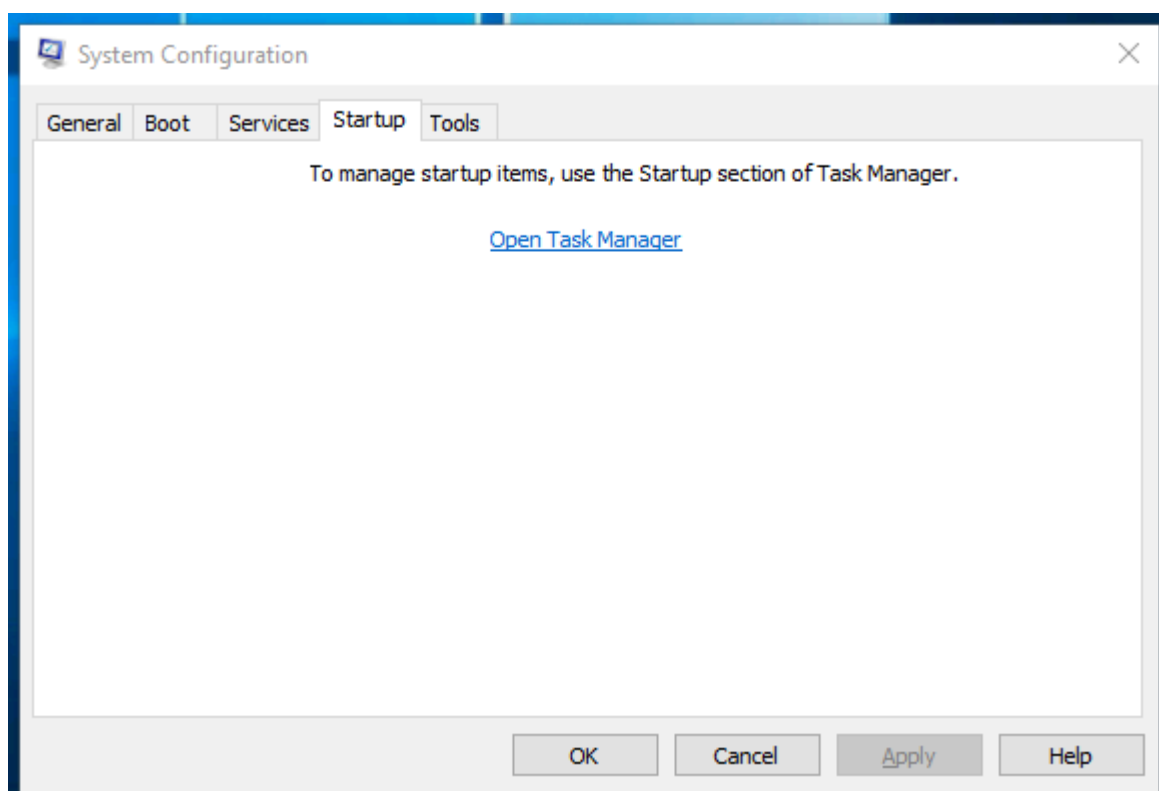 System Configuration
General Boot Services Startup Tools
To manage startup items, use the Startup section of Task Manager.
Open Task Manager
OK Cancel Apply Help